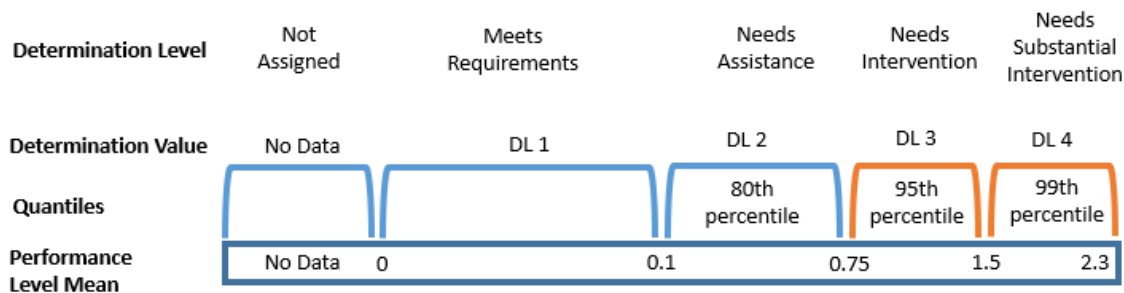 Determination Level
Not
Assigned
Meets
Requirements
Needs
Assistance
Needs
Intervention
Needs
Substantial
Intervention
Determination Value
No Data
DL 1
DL 2
DL 3
DL 4
Quantiles
80th
percentile
95th
percentile
99th
percentile
Performance
Level Mean
No Data
0
0.1
0.75
1.5
2.3